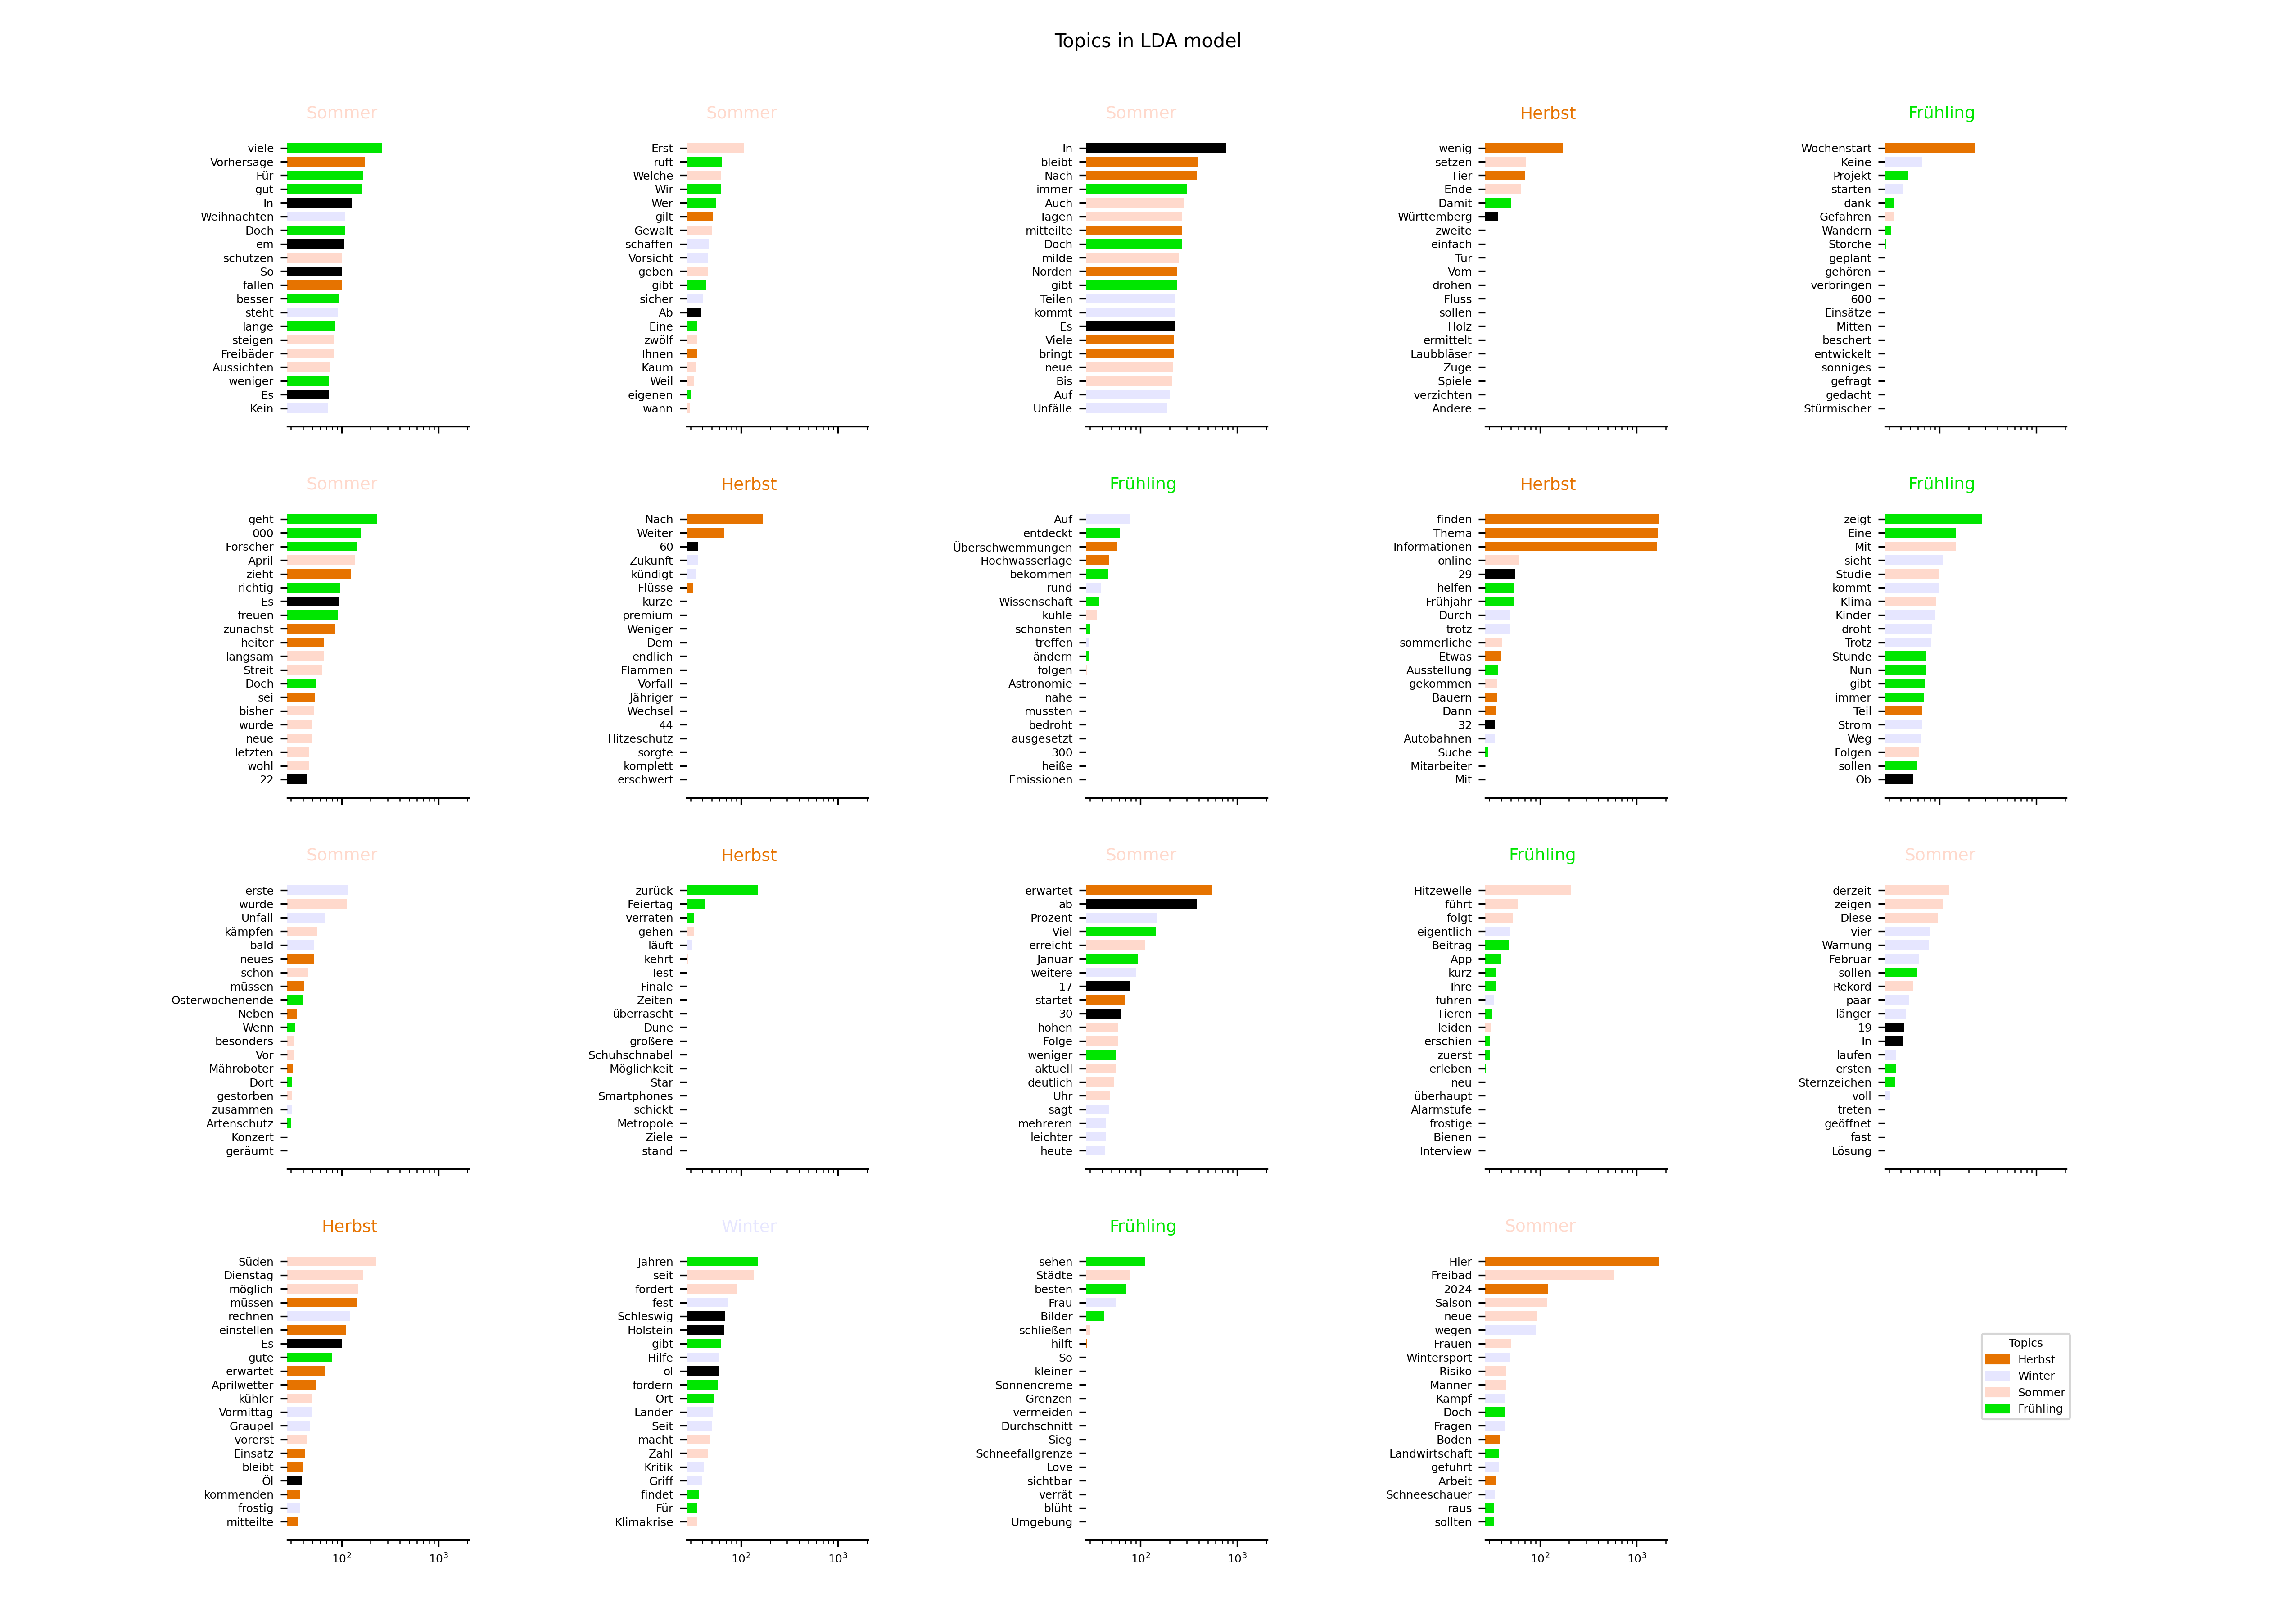 Topics in LDA model
Sommer
viele
Vorhersage
Für
gut
In
Weihnachten
Doch
em
schützen
So
fallen
besser
steht
lange
steigen
Freibäder
Aussichten
weniger
Es
Kein
Sommer
Erst
ruft
Welche
Wir
Wer
gilt
Gewalt
schaffen
Vorsicht
geben
gibt
sicher
Ab
Eine
zwölf
Ihnen
Kaum
Weil
eigenen
wann
Sommer
In
bleibt
Nach
immer
Auch
Tagen
mitteilte
Doch
milde
Norden
gibt
Teilen
kommt
Es
Viele
bringt
neue
Bis
Auf
Unfälle
Herbst
wenig
setzen
Tier
Ende
Damit
Württemberg
zweite
einfach
Tür
Vom
drohen
Fluss
sollen
Holz
ermittelt
Laubbläser
Zuge
Spiele
verzichten
Andere
Frühling
Wochenstart
Keine
Projekt
starten
dank
Gefahren
Wandern
Störche
geplant
gehören
verbringen
600
Einsätze
Mitten
beschert
entwickelt
sonniges
gefragt
gedacht
Stürmischer
Sommer
geht
000
Forscher
April
zieht
richtig
Es
freuen
zunächst
heiter
langsam
Streit
Doch
sei
bisher
wurde
neue
letzten
wohl
22
Herbst
Nach
Weiter
60
Zukunft
kündigt
Flüsse
kurze
premium
Weniger
Dem
endlich
Flammen
Vorfall
Jähriger
Wechsel
44
Hitzeschutz
sorgte
komplett
erschwert
Frühling
Auf
entdeckt
Überschwemmungen
Hochwasserlage
bekommen
rund
Wissenschaft
kühle
schönsten
treffen
ändern
folgen
Astronomie
nahe
mussten
bedroht
ausgesetzt
300
heiße
Emissionen
Herbst
finden
Thema
Informationen
online
29
helfen
Frühjahr
Durch
trotz
sommerliche
Etwas
Ausstellung
gekommen
Bauern
Dann
32
Autobahnen
Suche
Mitarbeiter
Mit
Frühling
zeigt
Eine
Mit
sieht
Studie
kommt
Klima
Kinder
droht
Trotz
Stunde
Nun
gibt
immer
Teil
Strom
Weg
Folgen
sollen
Ob
Sommer
erste
wurde
Unfall
kämpfen
bald
neues
schon
müssen
Osterwochenende
Neben
Wenn
besonders
Vor
Mähroboter
Dort
gestorben
zusammen
Artenschutz
Konzert
geräumt
Herbst
zurück
Feiertag
verraten
gehen
läuft
kehrt
Test
Finale
Zeiten
überrascht
Dune
größere
Schuhschnabel
Möglichkeit
Star
Smartphones
schickt
Metropole
Ziele
stand
Sommer
erwartet
ab
Prozent
Viel
erreicht
Januar
weitere
17
startet
30
hohen
Folge
weniger
aktuell
deutlich
Uhr
sagt
mehreren
leichter
heute
Frühling
Hitzewelle
führt
folgt
eigentlich
Beitrag
App
kurz
Ihre
führen
Tieren
leiden
erschien
zuerst
erleben
neu
überhaupt
Alarmstufe
frostige
Bienen
Interview
Sommer
derzeit
zeigen
Diese
vier
Warnung
Februar
sollen
Rekord
paar
länger
19
In
laufen
ersten
Sternzeichen
voll
treten
geöffnet
fast
Lösung
Herbst
Süden
Dienstag
möglich
müssen
rechnen
einstellen
Es
gute
erwartet
Aprilwetter
kühler
Vormittag
Graupel
vorerst
Einsatz
bleibt
Öl
kommenden
frostig
mitteilte
10² 10³
Winter
Jahren
seit
fordert
fest
Schleswig
Holstein
gibt
Hilfe
ol
fordern
Ort
Länder
Seit
macht
Zahl
Kritik
Griff
findet
Für
Klimakrise
10² 10³
Frühling
sehen
Städte
besten
Frau
Bilder
schließen
hilft
So
kleiner
Sonnencreme
Grenzen
vermeiden
Durchschnitt
Sieg
Schneefallgrenze
Love
sichtbar
verrät
blüht
Umgebung
10² 10³
Sommer
Hier
Freibad
2024
Saison
neue
wegen
Frauen
Wintersport
Risiko
Männer
Kampf
Doch
Fragen
Boden
Landwirtschaft
geführt
Arbeit
Schneeschauer
raus
sollten
10² 10³
Topics
Herbst
Winter
Sommer
Frühling